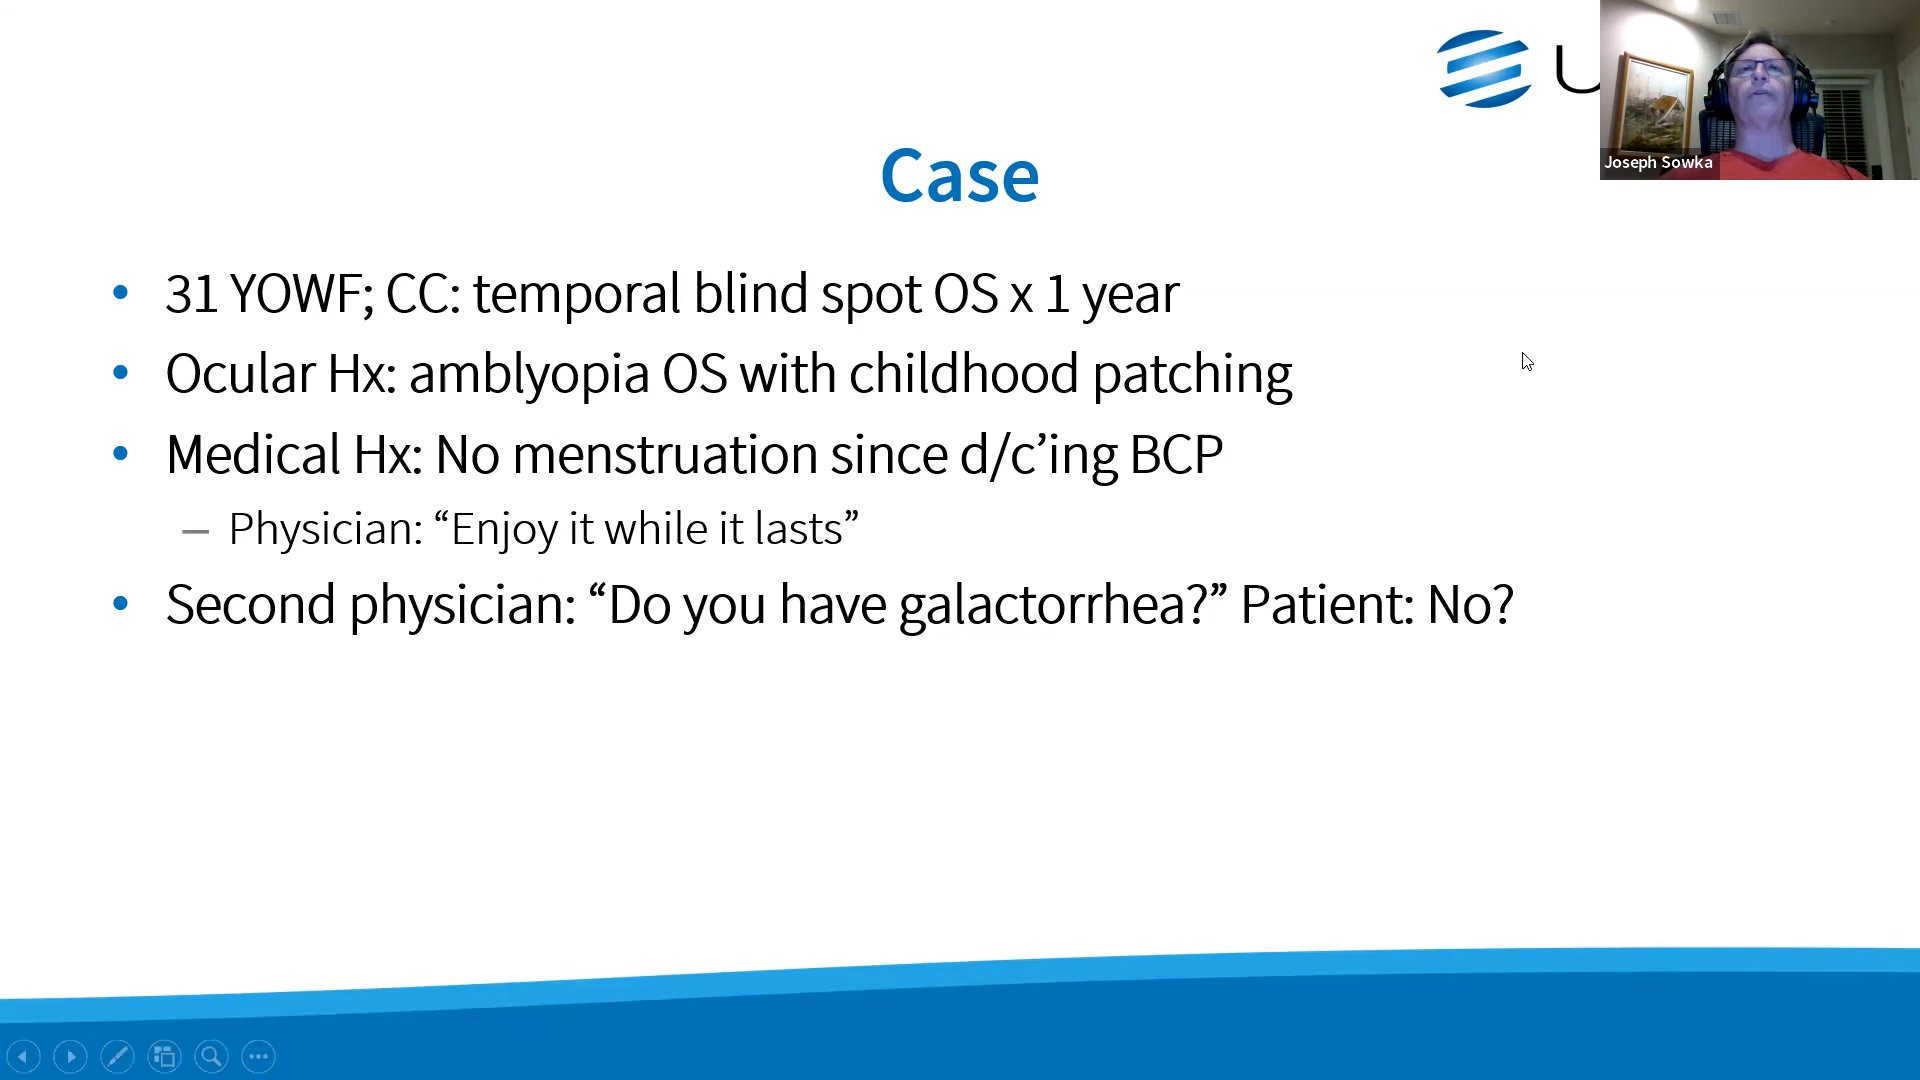 Joseph Sowka
Case
• 31 YOWF; CC: temporal blind spot OS x 1 year
• Ocular Hx: amblyopia OS with childhood patching
• Medical Hx: No menstruation since d/c’ing BCP
– Physician: “Enjoy it while it lasts”
• Second physician: “Do you have galactorrhea?” Patient: No?